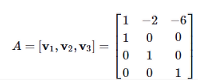 A = [v₁, v₂, v₃] = [1 -2 -6
1 0 0
0 1 0
0 0 1]